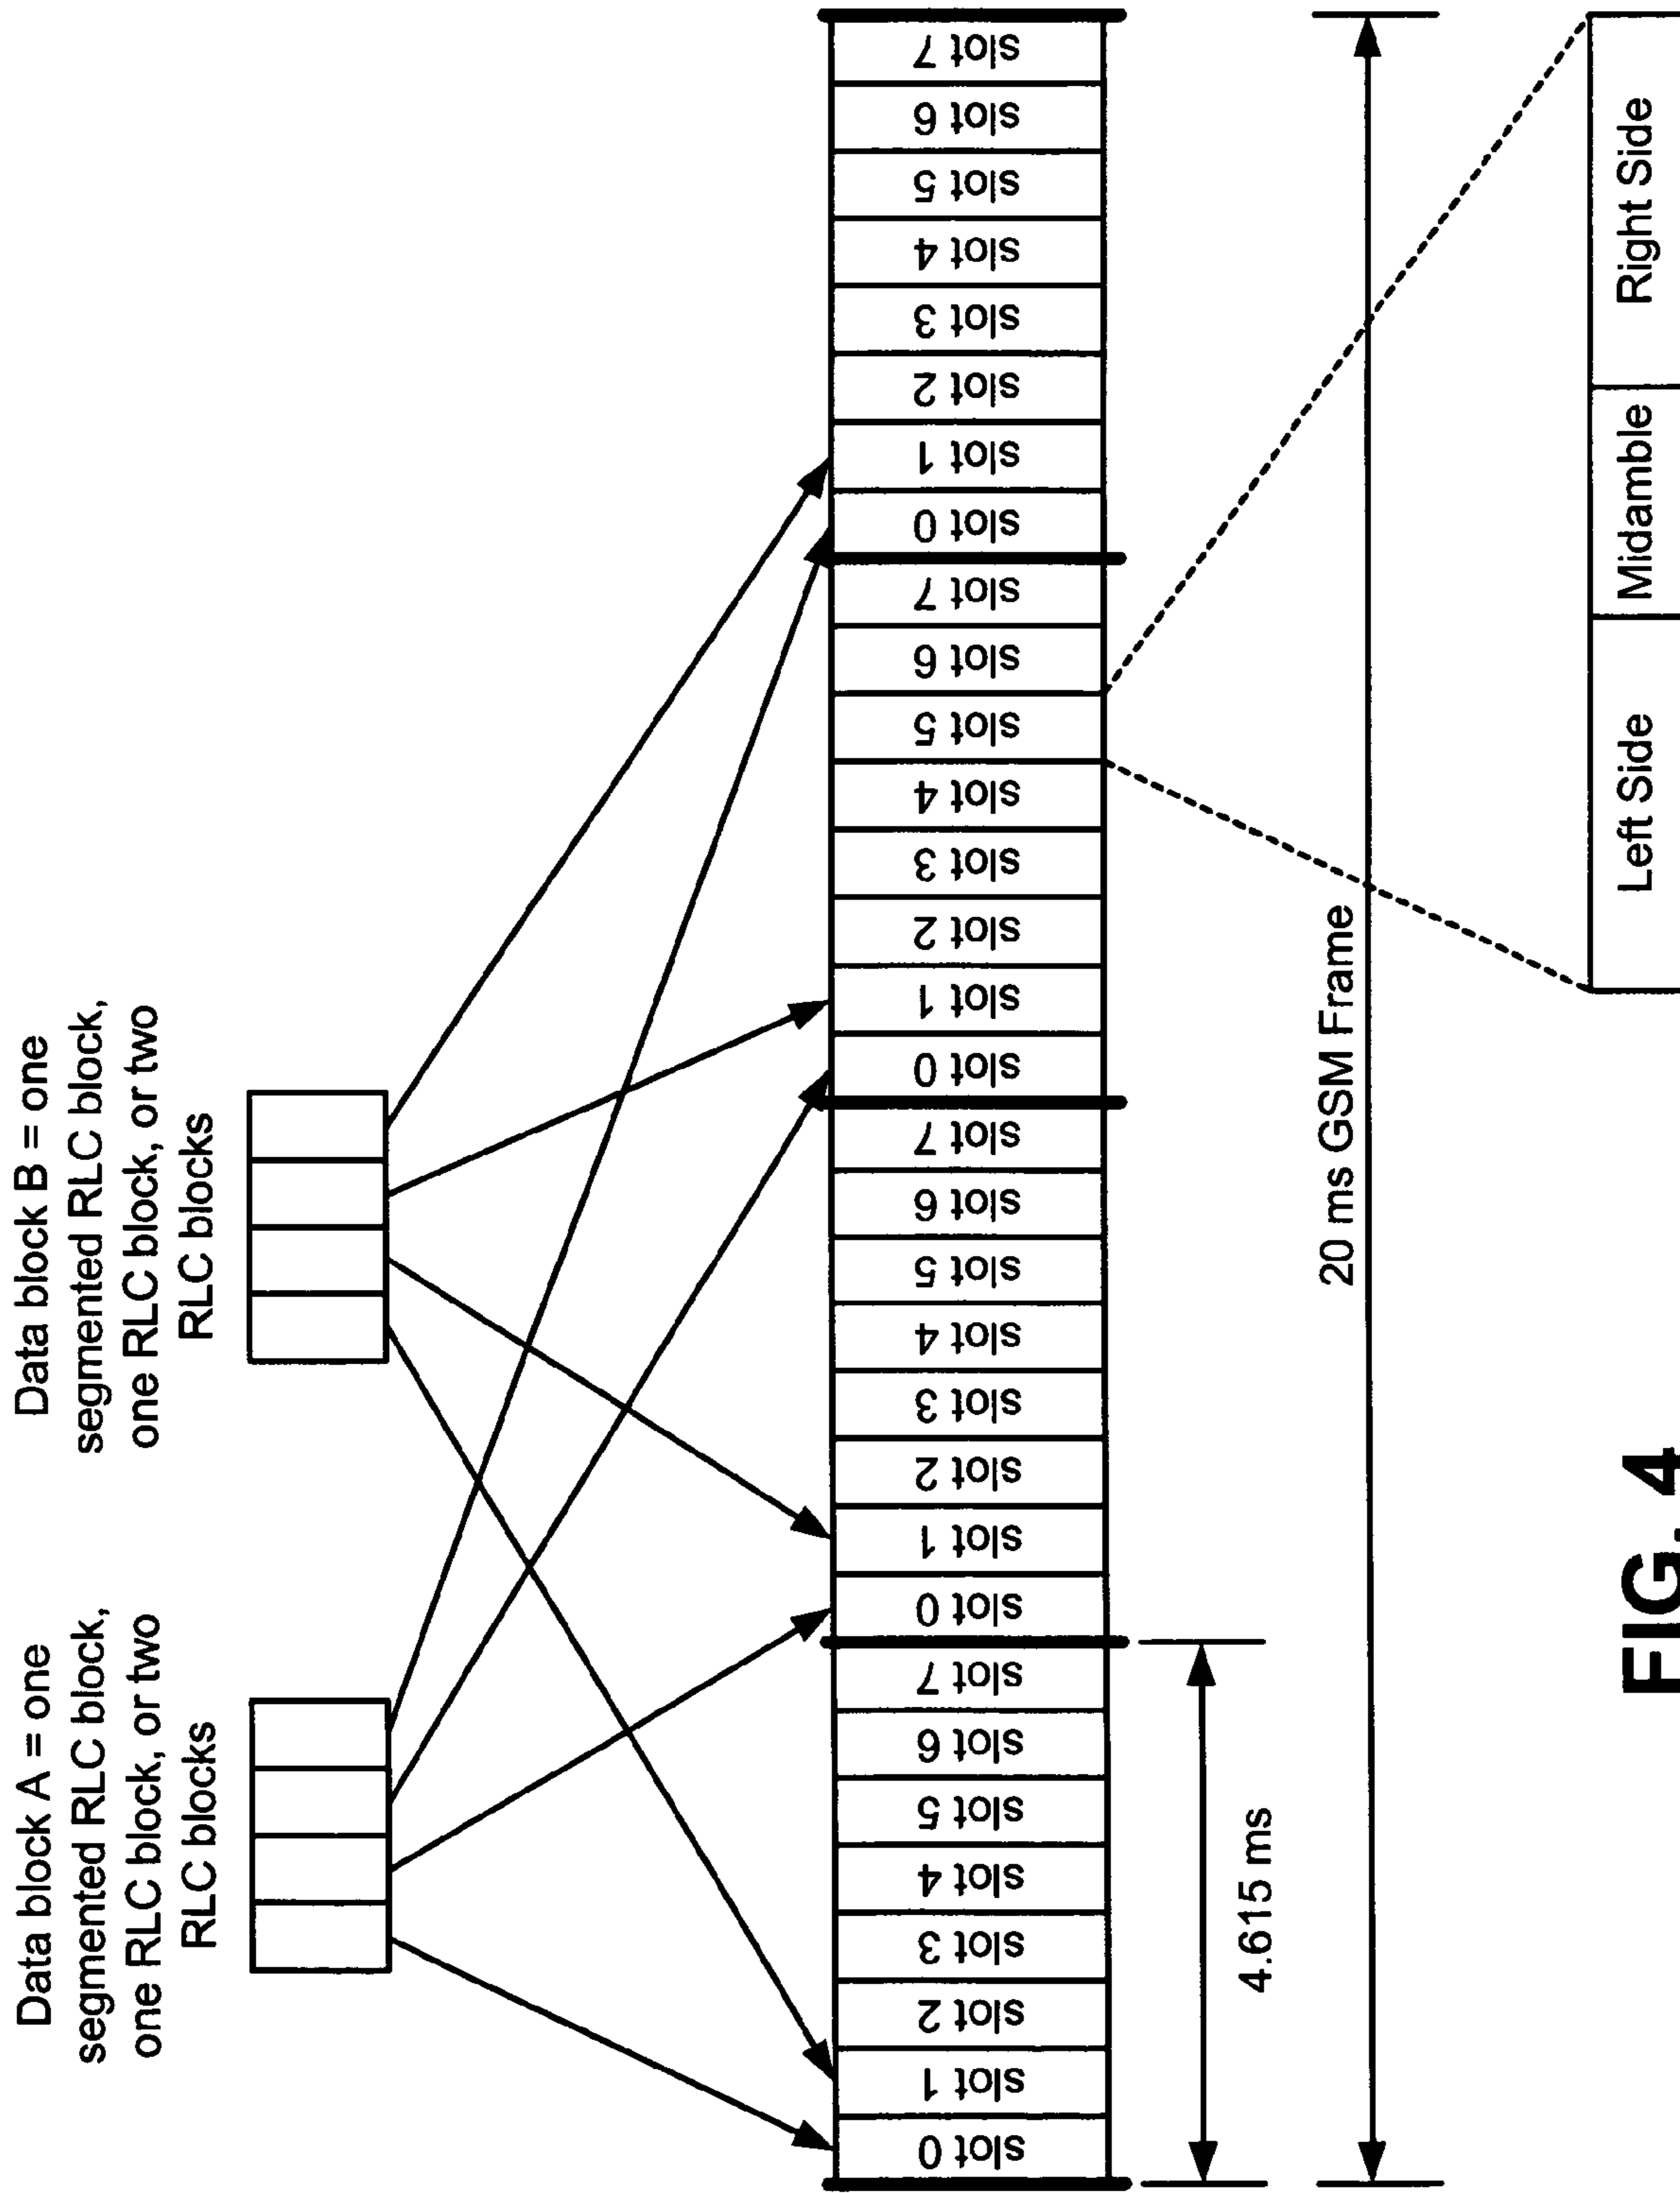 Data block A = one
segmented RLC block,
one RLC block, or two
RLC blocks
Data block B = one
segmented RLC block,
one RLC block, or two
RLC blocks
slot 0
slot 1
slot 2
slot 3
slot 4
slot 5
slot 6
slot 7
slot 0
slot 1
slot 2
slot 3
slot 4
slot 5
slot 6
slot 7
slot 0
slot 1
slot 2
slot 3
slot 4
slot 5
slot 6
slot 7
slot 0
slot 1
slot 2
slot 3
slot 4
slot 5
slot 6
slot 7
4.615 ms
20 ms GSM Frame
Left Side
Midamble
Right Side
FIG. 4